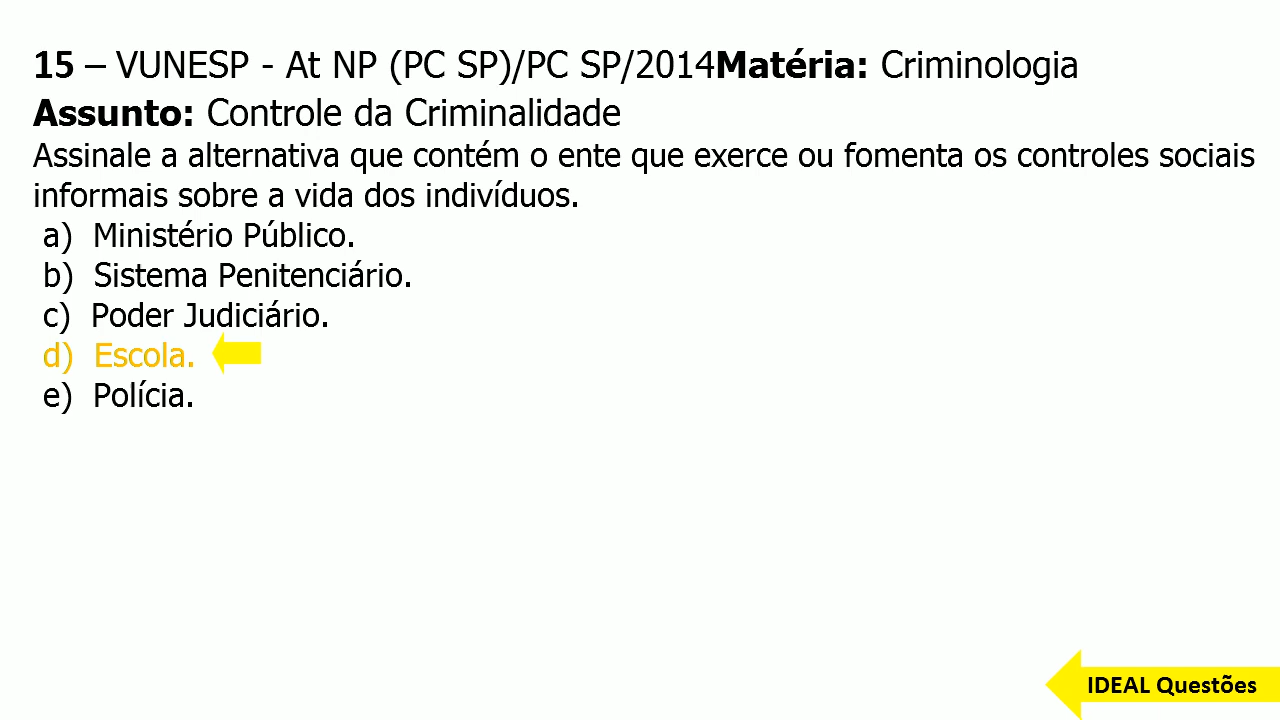 15 – VUNESP - At NP (PC SP)/PC SP/2014Matéria: Criminologia
Assunto: Controle da Criminalidade
Assinale a alternativa que contém o ente que exerce ou fomenta os controles sociais
informais sobre a vida dos indivíduos.
a) Ministério Público.
b) Sistema Penitenciário.
c) Poder Judiciário.
d) Escola.
e) Polícia.
IDEAL Questões